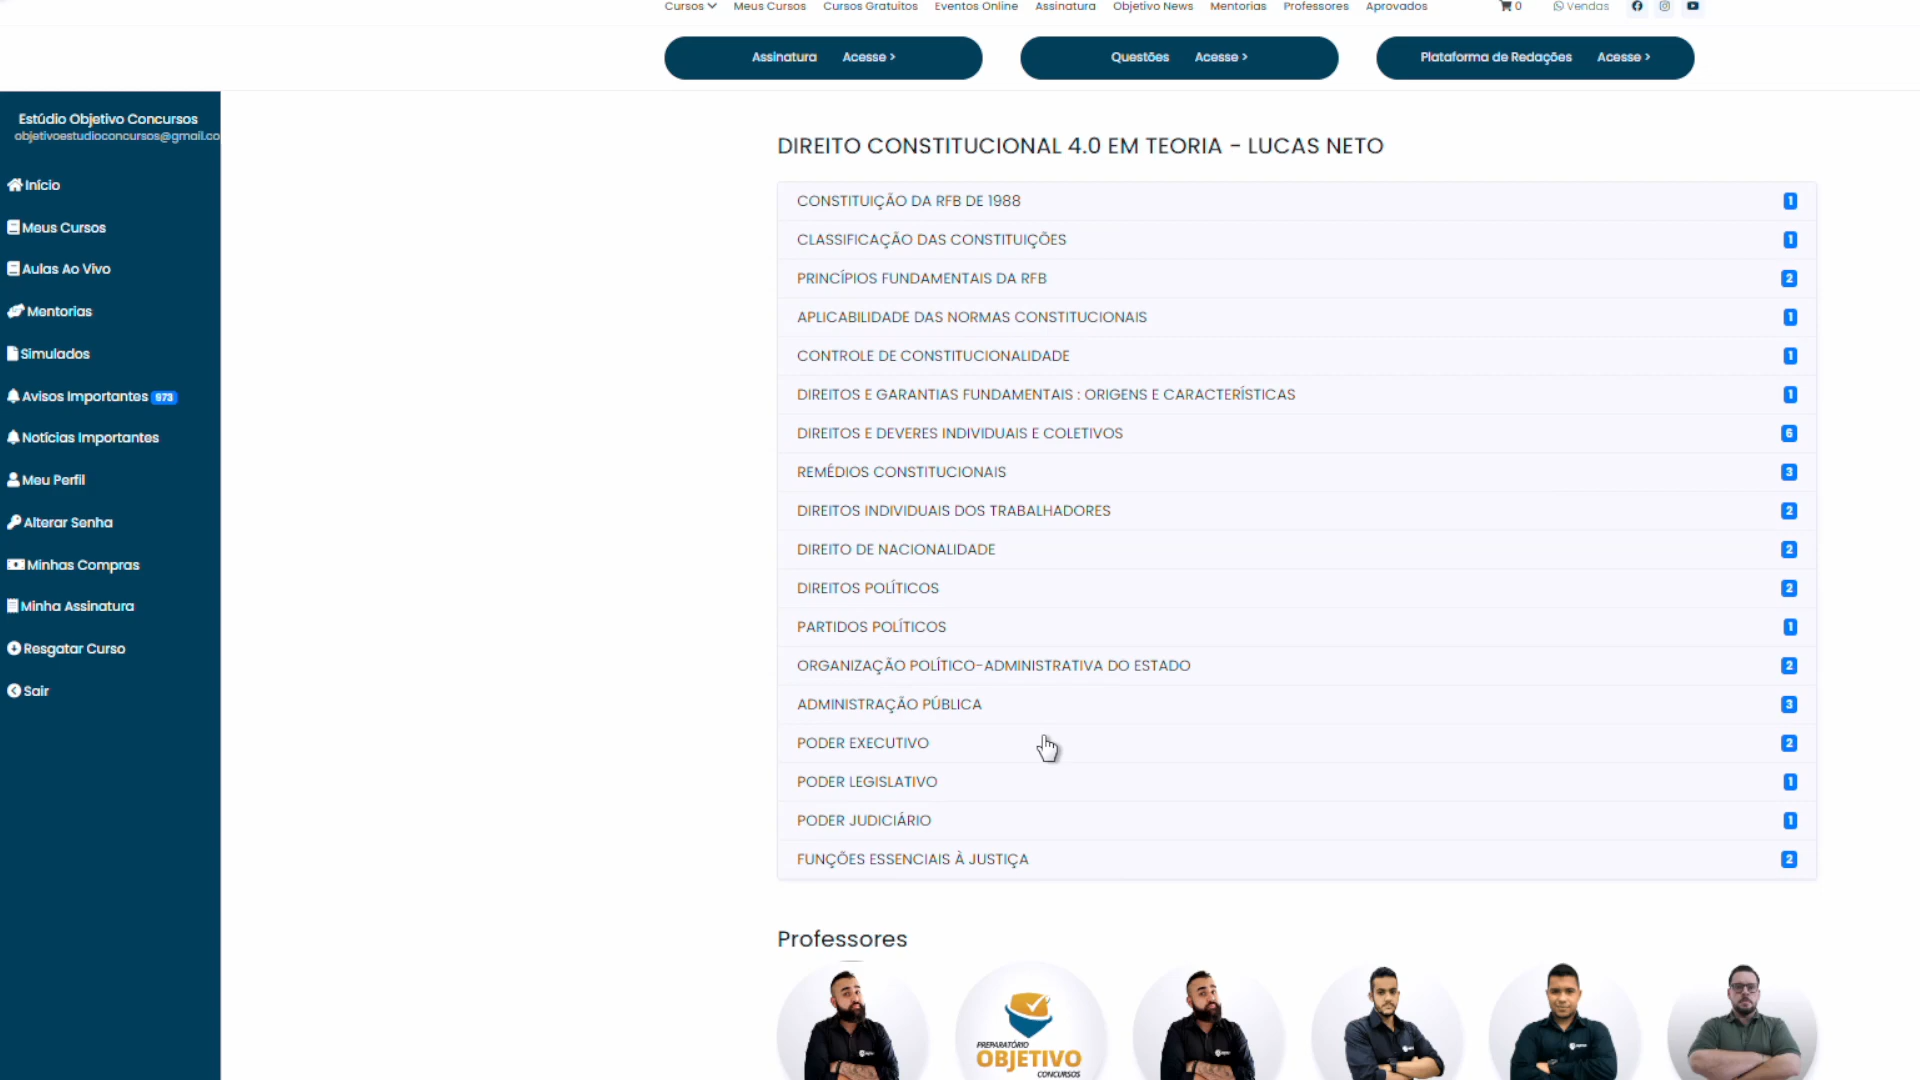 Cursos
Meus Cursos
Cursos Gratuitos
Eventos Online
Assinatura
Objetivo News
Mentorias
Professores
Aprovados
0
Vendas
Assinatura Acesse >
Questões Acesse >
Plataforma de Redações Acesse >
Estúdio Objetivo Concursos
objetivoestudioconcursos@gmail.co
Início
Meus Cursos
Aulas Ao Vivo
Mentorias
Simulados
Avisos Importantes 973
Notícias Importantes
Meu Perfil
Alterar Senha
Minhas Compras
Minha Assinatura
Resgatar Curso
Sair
DIREITO CONSTITUCIONAL 4.0 EM TEORIA - LUCAS NETO
CONSTITUIÇÃO DA RFB DE 1988 1
CLASSIFICAÇÃO DAS CONSTITUIÇÕES 1
PRINCÍPIOS FUNDAMENTAIS DA RFB 2
APLICABILIDADE DAS NORMAS CONSTITUCIONAIS 1
CONTROLE DE CONSTITUCIONALIDADE 1
DIREITOS E GARANTIAS FUNDAMENTAIS : ORIGENS E CARACTERÍSTICAS 1
DIREITOS E DEVERES INDIVIDUAIS E COLETIVOS 6
REMÉDIOS CONSTITUCIONAIS 3
DIREITOS INDIVIDUAIS DOS TRABALHADORES 2
DIREITO DE NACIONALIDADE 2
DIREITOS POLÍTICOS 2
PARTIDOS POLÍTICOS 1
ORGANIZAÇÃO POLÍTICO-ADMINISTRATIVA DO ESTADO 2
ADMINISTRAÇÃO PÚBLICA 3
PODER EXECUTIVO 2
PODER LEGISLATIVO 1
PODER JUDICIÁRIO 1
FUNÇÕES ESSENCIAIS À JUSTIÇA 2
Professores
PREPARATÓRIO
OBJETIVO
CONCURSOS